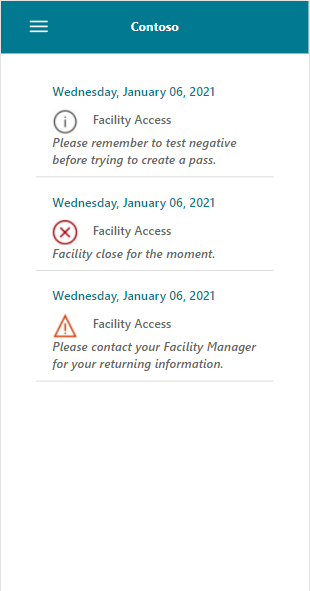 Contoso
Wednesday, January 06, 2021
Facility Access
Please remember to test negative
before trying to create a pass.
Wednesday, January 06, 2021
Facility Access
Facility close for the moment.
Wednesday, January 06, 2021
Facility Access
Please contact your Facility Manager
for your returning information.